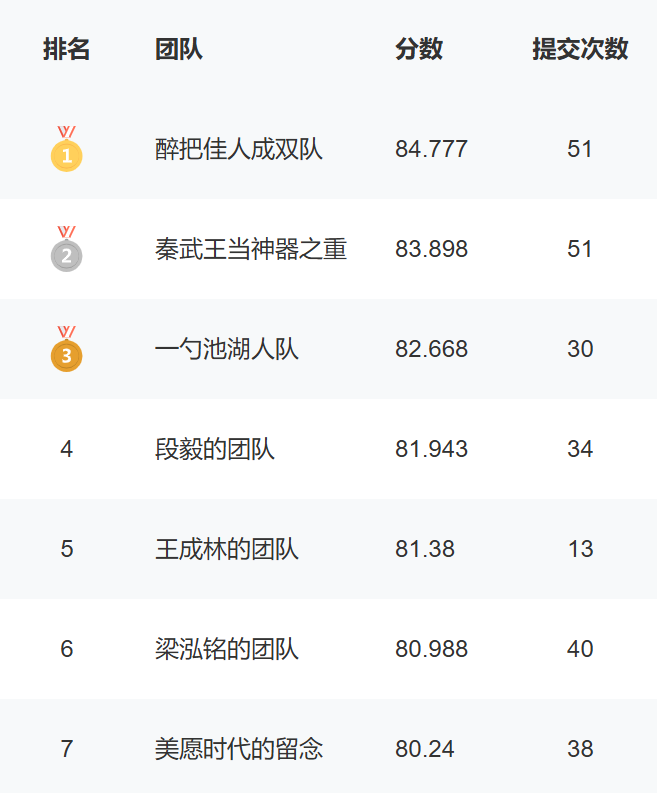 排名 团队 分数 提交次数
1 醉把佳人成双队 84.777 51
2 秦武王当神器之重 83.898 51
3 一勺池湖人队 82.668 30
4 段毅的团队 81.943 34
5 王成林的团队 81.38 13
6 梁泓铭的团队 80.988 40
7 美愿时代的留念 80.24 38